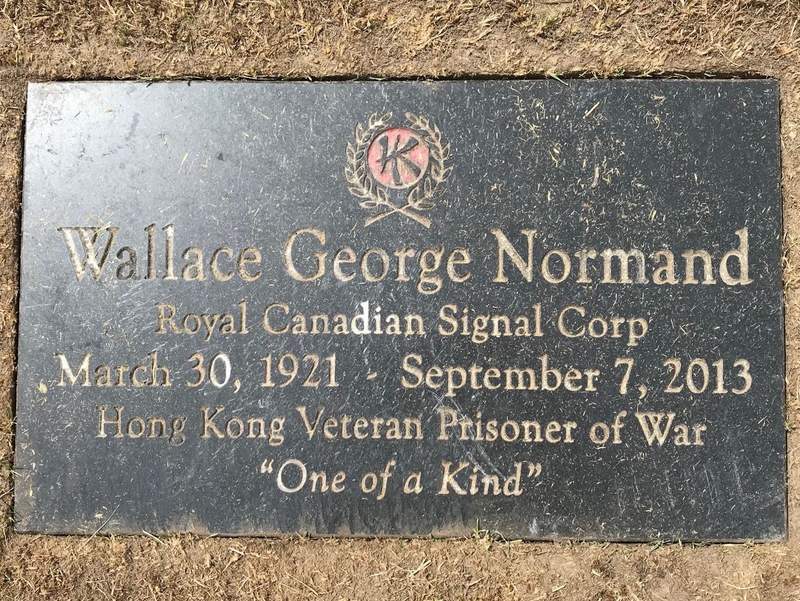 HK
Wallace George Normand
Royal Canadian Signal Corp
March 30, 1921 - September 7, 2013
Hong Kong Veteran Prisoner of War
“One of a Kind”